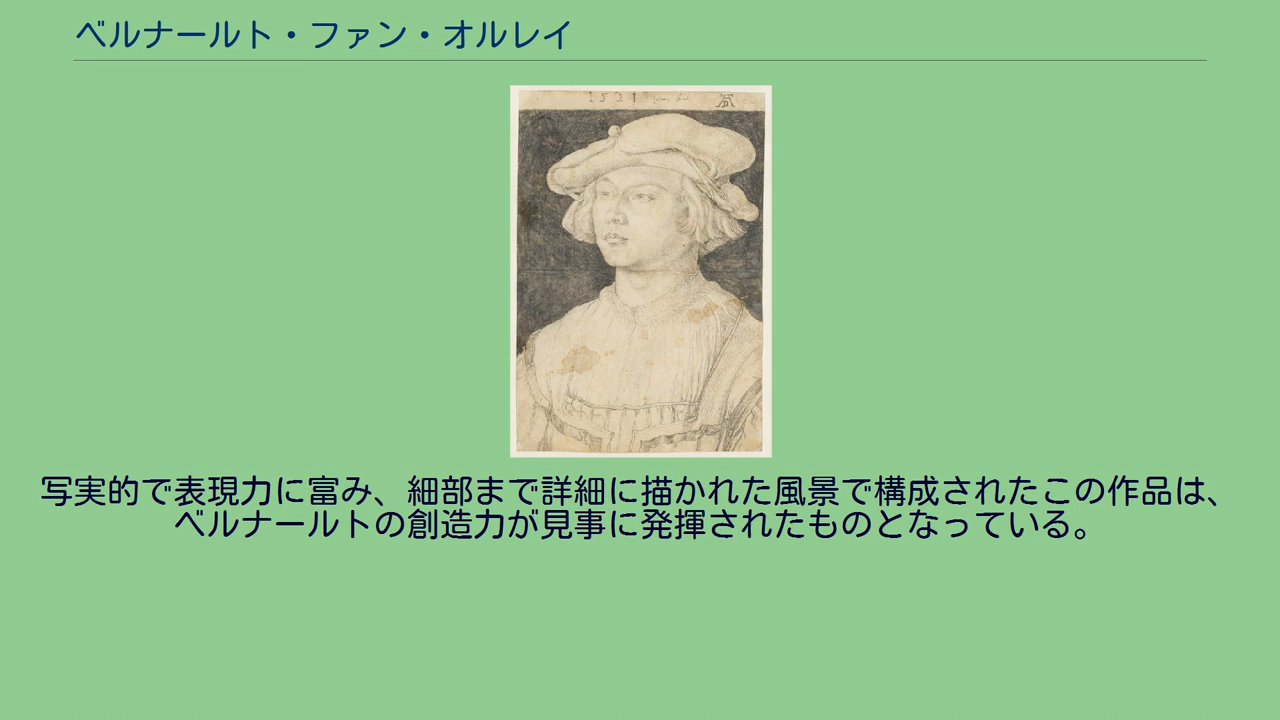 ベルナールト・ファン・オルレイ
1521
写実的で表現力に富み、細部まで詳細に描かれた風景で構成されたこの作品は、
ベルナールトの創造力が見事に発揮されたものとなっている。